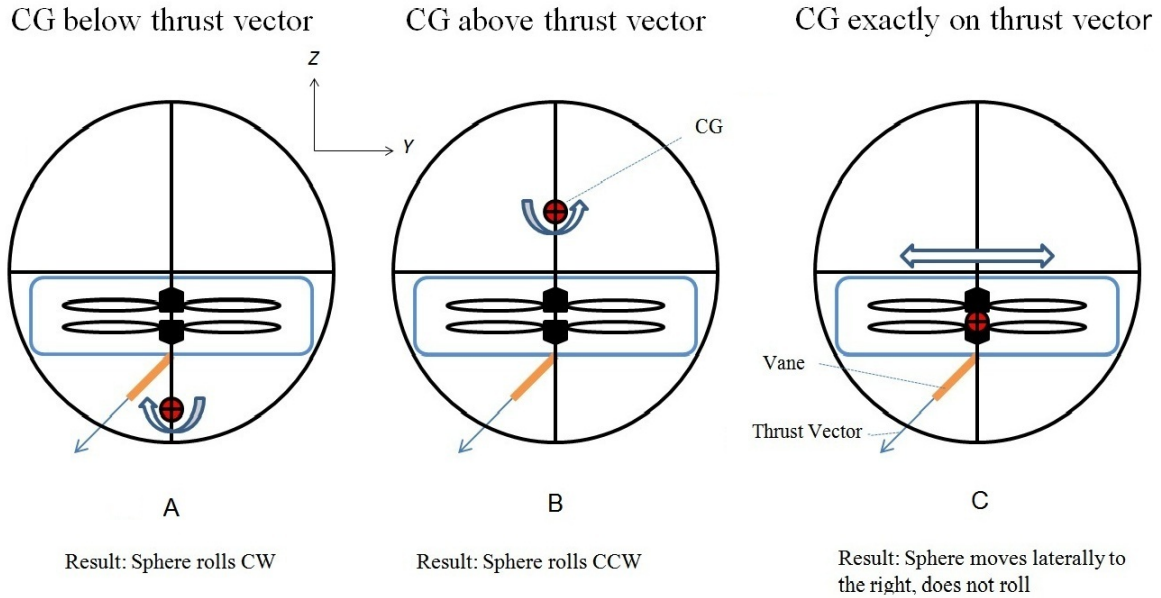 CG below thrust vector
CG above thrust vector
CG exactly on thrust vector
Z
Y
CG
Vane
Thrust Vector
A
B
C
Result: Sphere rolls CW
Result: Sphere rolls CCW
Result: Sphere moves laterally to
the right, does not roll